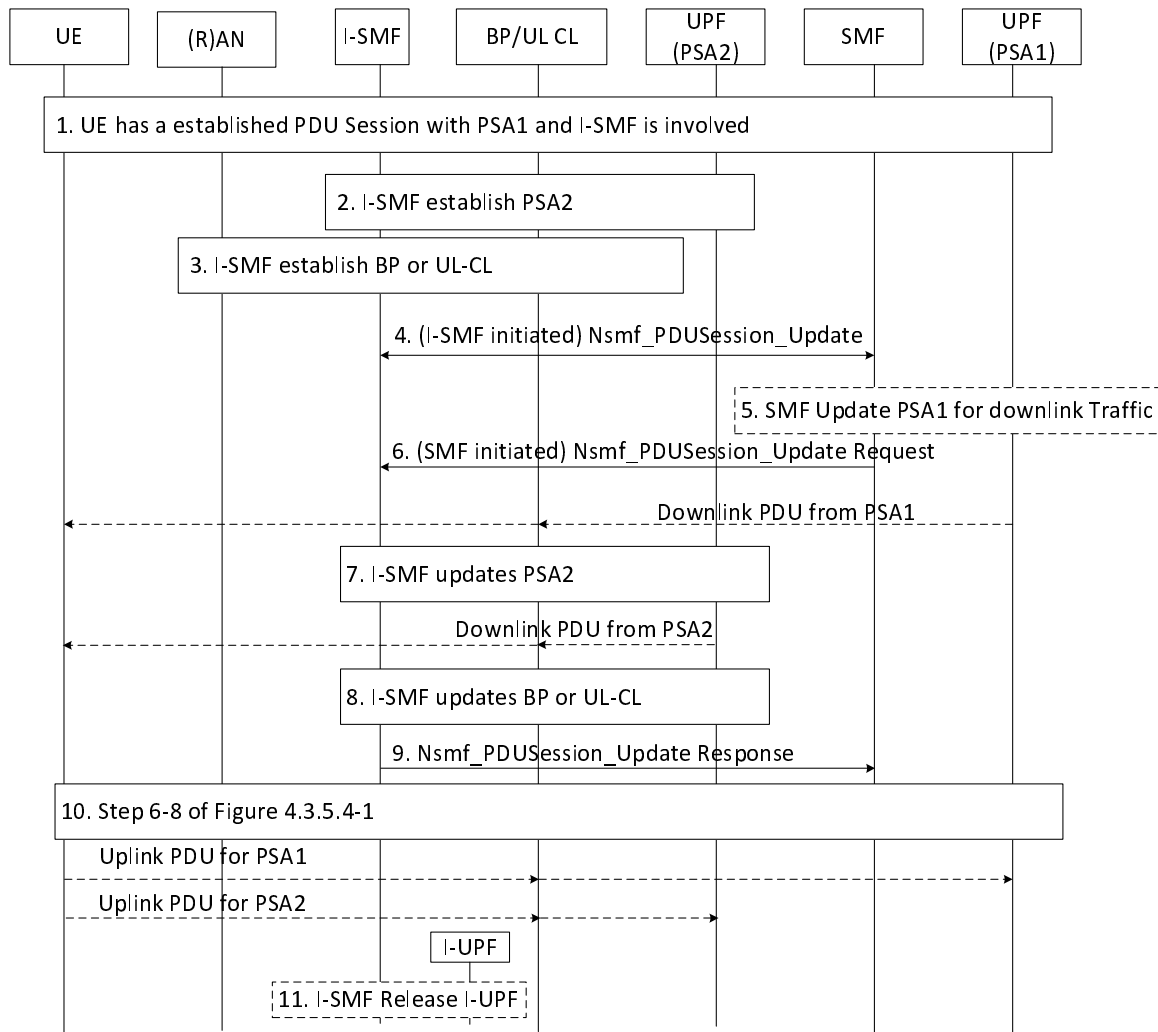 UE
(R)AN
I-SMF
BP/UL CL
UPF
(PSA2)
SMF
UPF
(PSA1)
1. UE has a established PDU Session with PSA1 and I-SMF is involved
2. I-SMF establish PSA2
3. I-SMF establish BP or UL-CL
4. (I-SMF initiated) Nsmf_PDUSession_Update
5. SMF Update PSA1 for downlink Traffic
6. (SMF initiated) Nsmf_PDUSession_Update Request
Downlink PDU from PSA1
7. I-SMF updates PSA2
Downlink PDU from PSA2
8. I-SMF updates BP or UL-CL
9. Nsmf_PDUSession_Update Response
10. Step 6-8 of Figure 4.3.5.4-1
Uplink PDU for PSA1
Uplink PDU for PSA2
I-UPF
11. I-SMF Release I-UPF